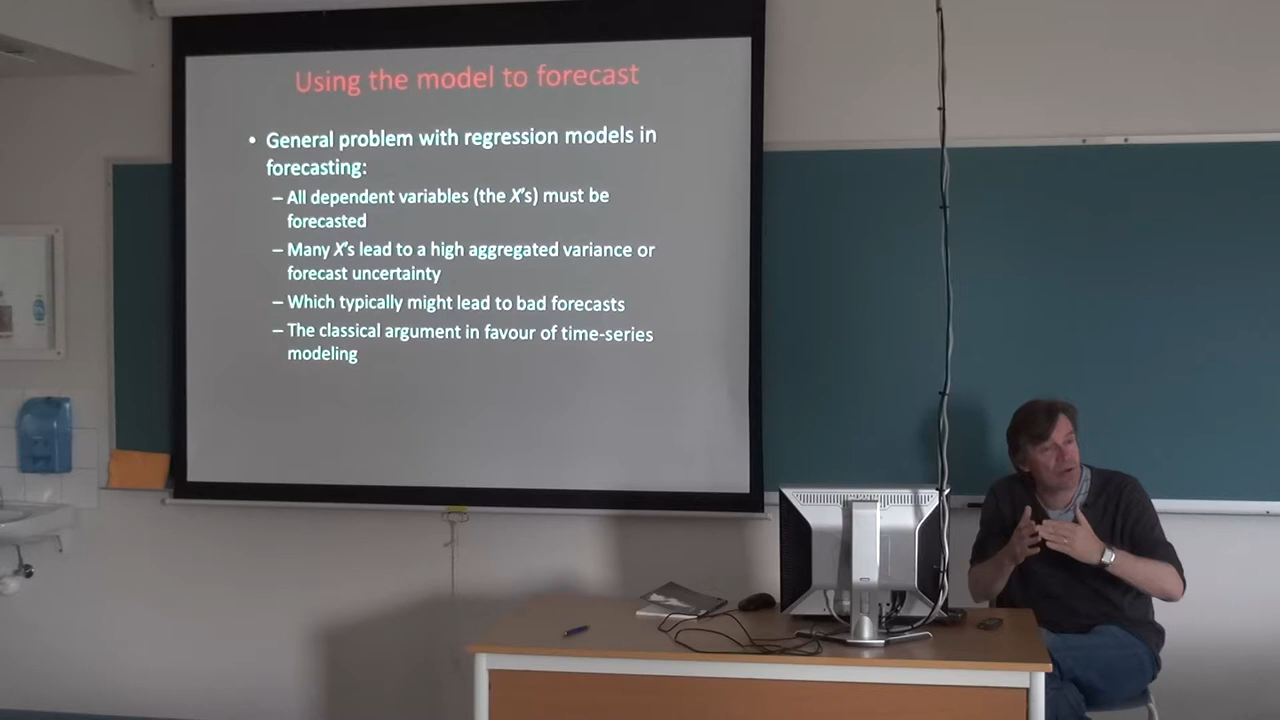 Using the model to forecast
• General problem with regression models in
forecasting:
– All dependent variables (the X's) must be
forecasted
– Many X's lead to a high aggregated variance or
forecast uncertainty
– Which typically might lead to bad forecasts
– The classical argument in favour of time-series
modeling